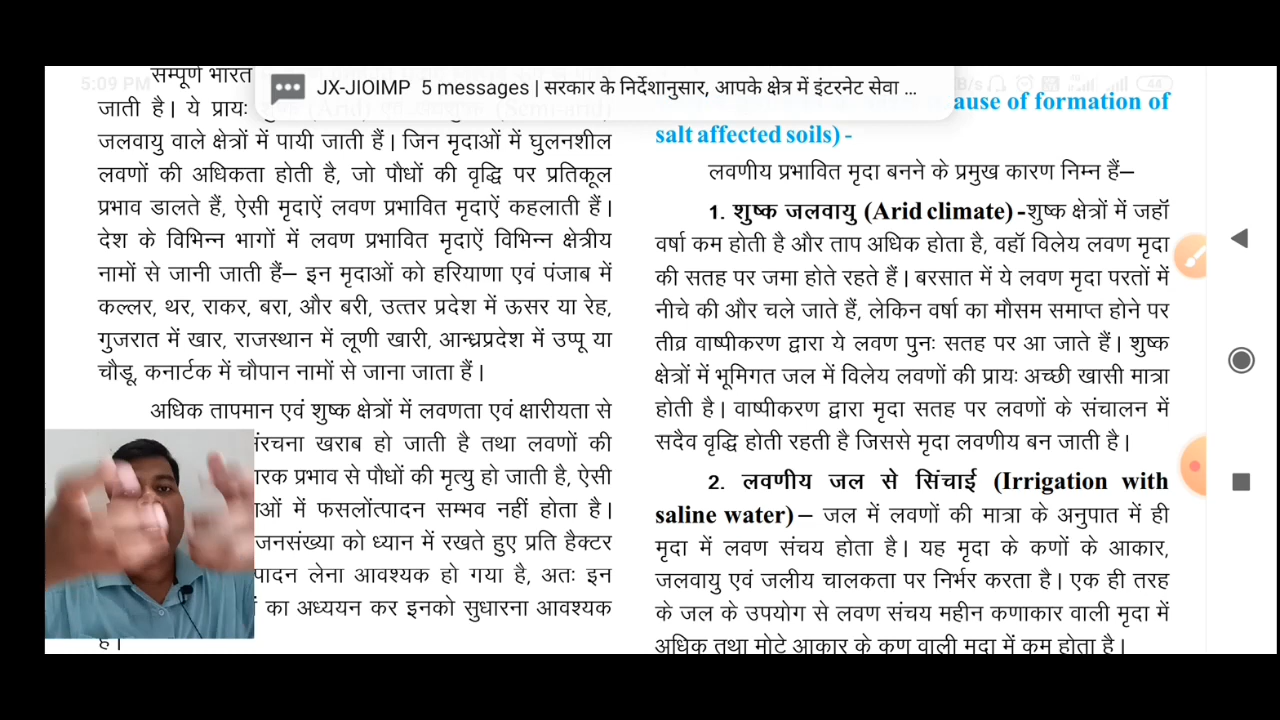 5:09 PM
JX-JIOIMP 5 messages | सरकार के निर्देशानुसार, आपके क्षेत्र में इंटरनेट सेवा ...
44
सम्पूर्ण भारत
जाती है। ये प्रायः
जलवायु वाले क्षेत्रों में पायी जाती हैं। जिन मृदाओं में घुलनशील
लवणों की अधिकता होती है, जो पौधों की वृद्धि पर प्रतिकूल
प्रभाव डालते हैं, ऐसी मृदाऐं लवण प्रभावित मृदाऐं कहलाती हैं।
देश के विभिन्न भागों में लवण प्रभावित मृदाऐं विभिन्न क्षेत्रीय
नामों से जानी जाती हैं– इन मृदाओं को हरियाणा एवं पंजाब में
कल्लर, थर, राकर, बरा, और बरी, उत्तर प्रदेश में ऊसर या रेह,
गुजरात में खार, राजस्थान में लूणी खारी, आन्ध्रप्रदेश में उप्पू या
चौडू, कनार्टक में चौपान नामों से जाना जाता हैं।
अधिक तापमान एवं शुष्क क्षेत्रों में लवणता एवं क्षारीयता से
ंरचना खराब हो जाती है तथा लवणों की
ारक प्रभाव से पौधों की मृत्यु हो जाती है, ऐसी
ाओं में फसलोंत्पादन सम्भव नहीं होता है।
जनसंख्या को ध्यान में रखते हुए प्रति हैक्टर
पादन लेना आवश्यक हो गया है, अतः इन
का अध्ययन कर इनको सुधारना आवश्यक
है।
ause of formation of
salt affected soils) -
लवणीय प्रभावित मृदा बनने के प्रमुख कारण निम्न हैं–
1. शुष्क जलवायु (Arid climate) -शुष्क क्षेत्रों में जहॉ
वर्षा कम होती है और ताप अधिक होता है, वहॉ विलेय लवण मृदा
की सतह पर जमा होते रहते हैं। बरसात में ये लवण मृदा परतों में
नीचे की और चले जाते हैं, लेकिन वर्षा का मौसम समाप्त होने पर
तीव्र वाष्पीकरण द्वारा ये लवण पुनः सतह पर आ जाते हैं। शुष्क
क्षेत्रों में भूमिगत जल में विलेय लवणों की प्रायः अच्छी खासी मात्रा
होती है। वाष्पीकरण द्वारा मृदा सतह पर लवणों के संचालन में
सदैव वृद्धि होती रहती है जिससे मृदा लवणीय बन जाती है।
2. लवणीय जल से सिंचाई (Irrigation with
saline water) – जल में लवणों की मात्रा के अनुपात में ही
मृदा में लवण संचय होता है। यह मृदा के कणों के आकार,
जलवायु एवं जलीय चालकता पर निर्भर करता है। एक ही तरह
के जल के उपयोग से लवण संचय महीन कणाकार वाली मृदा में
अधिक तथा मोटे आकार के कण वाली मृदा में कम होता है।